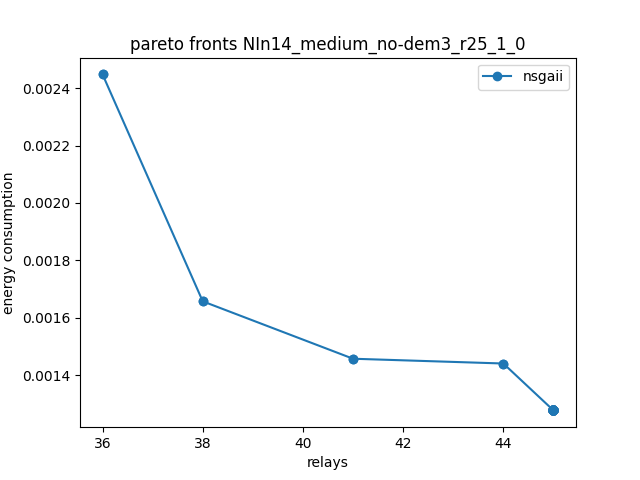 pareto fronts NIn14_medium_no-dem3_r25_1_0
nsgaii
0.0024
0.0022
0.0020
0.0018
0.0016
0.0014
energy consumption
36
38
40
42
44
relays